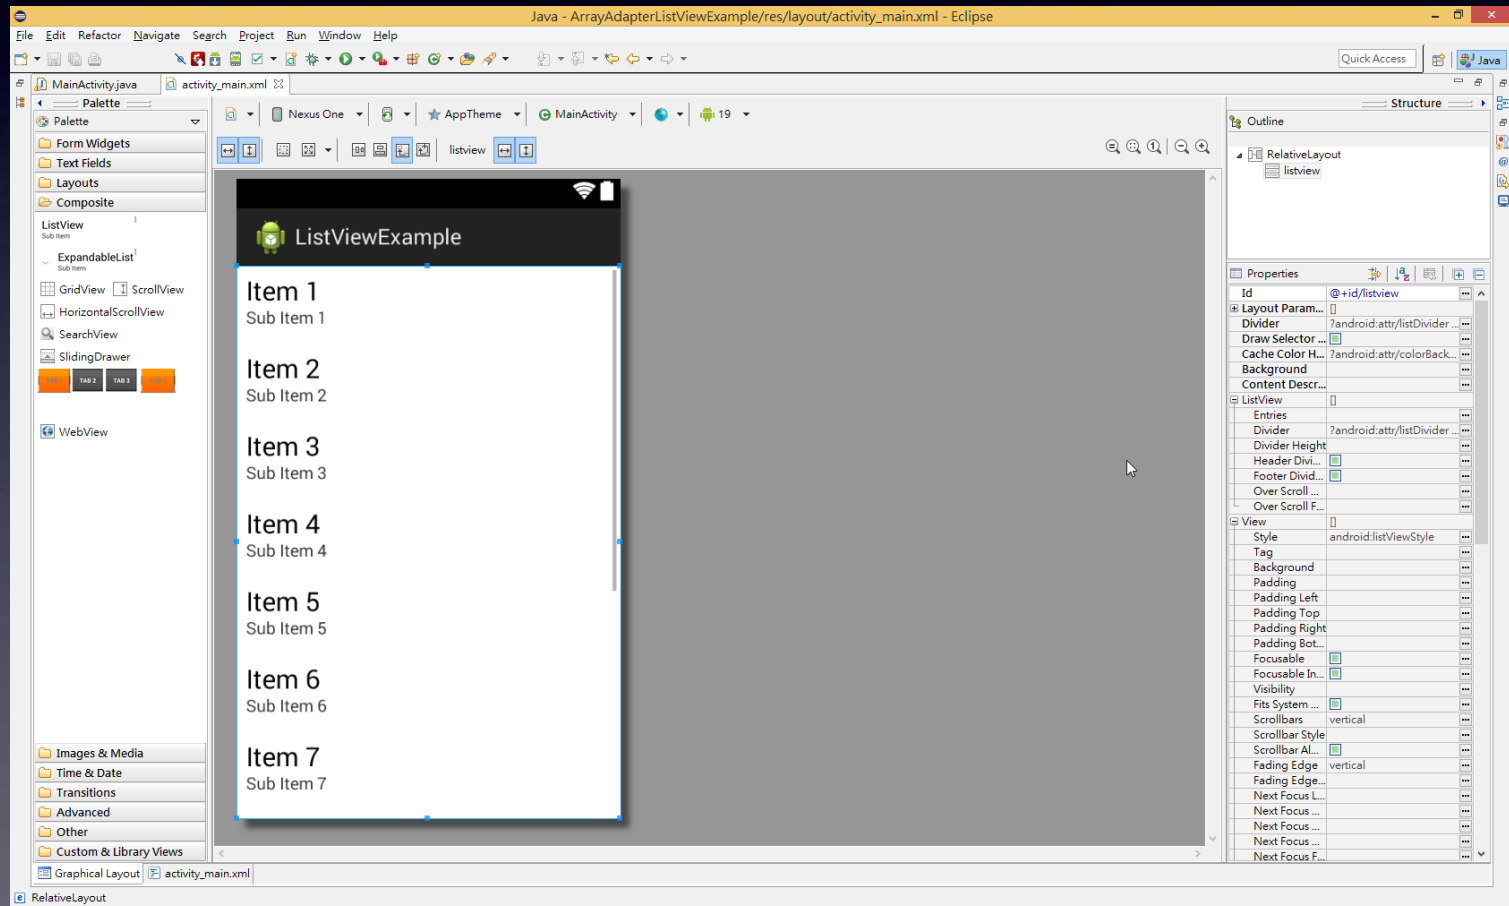 Java - ArrayAdapterListViewExample/res/layout/activity_main.xml - Eclipse
File Edit Refactor Navigate Search Project Run Window Help
Quick Access
Java
MainActivity.java
activity_main.xml
Palette
Palette
Form Widgets
Text Fields
Layouts
Composite
ListView
Sub Item
ExpandableList
Sub Item
GridView ScrollView
HorizontalScrollView
SearchView
SlidingDrawer
TAB 2 TAB 3
WebView
Images & Media
Time & Date
Transitions
Advanced
Other
Custom & Library Views
Nexus One AppTheme MainActivity 19
listview
ListViewExample
Item 1
Sub Item 1
Item 2
Sub Item 2
Item 3
Sub Item 3
Item 4
Sub Item 4
Item 5
Sub Item 5
Item 6
Sub Item 6
Item 7
Sub Item 7
Structure
Outline
RelativeLayout
listview
Properties
Id @+id/listview
Layout Param... []
Divider ?android:attr/listDivider ...
Draw Selector ...
Cache Color H... ?android:attr/colorBack...
Background
Content Descr...
ListView []
Entries
Divider ?android:attr/listDivider ...
Divider Height
Header Divi...
Footer Divid...
Over Scroll ...
Over Scroll F...
View []
Style android:listViewStyle
Tag
Background
Padding
Padding Left
Padding Top
Padding Right
Padding Bot...
Focusable
Focusable In...
Visibility
Fits System ...
Scrollbars vertical
Scrollbar Style
Scrollbar Al...
Fading Edge vertical
Fading Edge...
Next Focus L...
Next Focus ...
Next Focus ...
Next Focus ...
Next Focus F...
Graphical Layout activity_main.xml
RelativeLayout